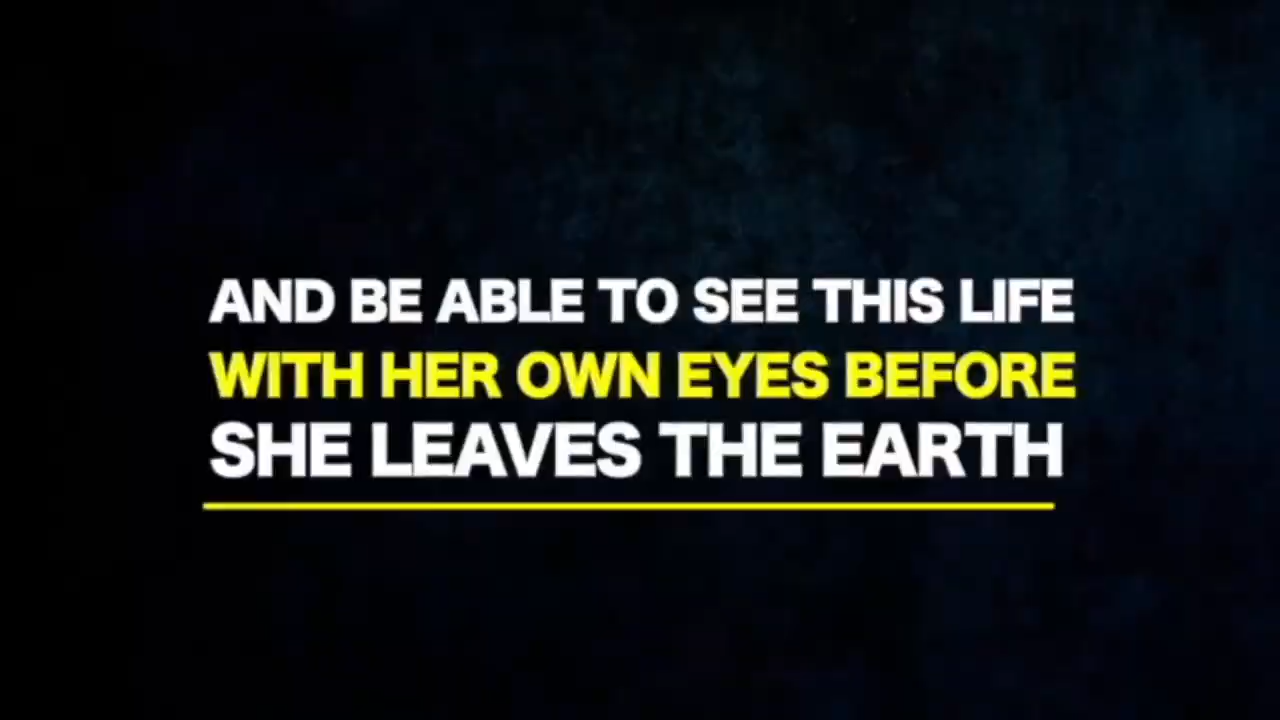 AND BE ABLE TO SEE THIS LIFE
WITH HER OWN EYES BEFORE
SHE LEAVES THE EARTH